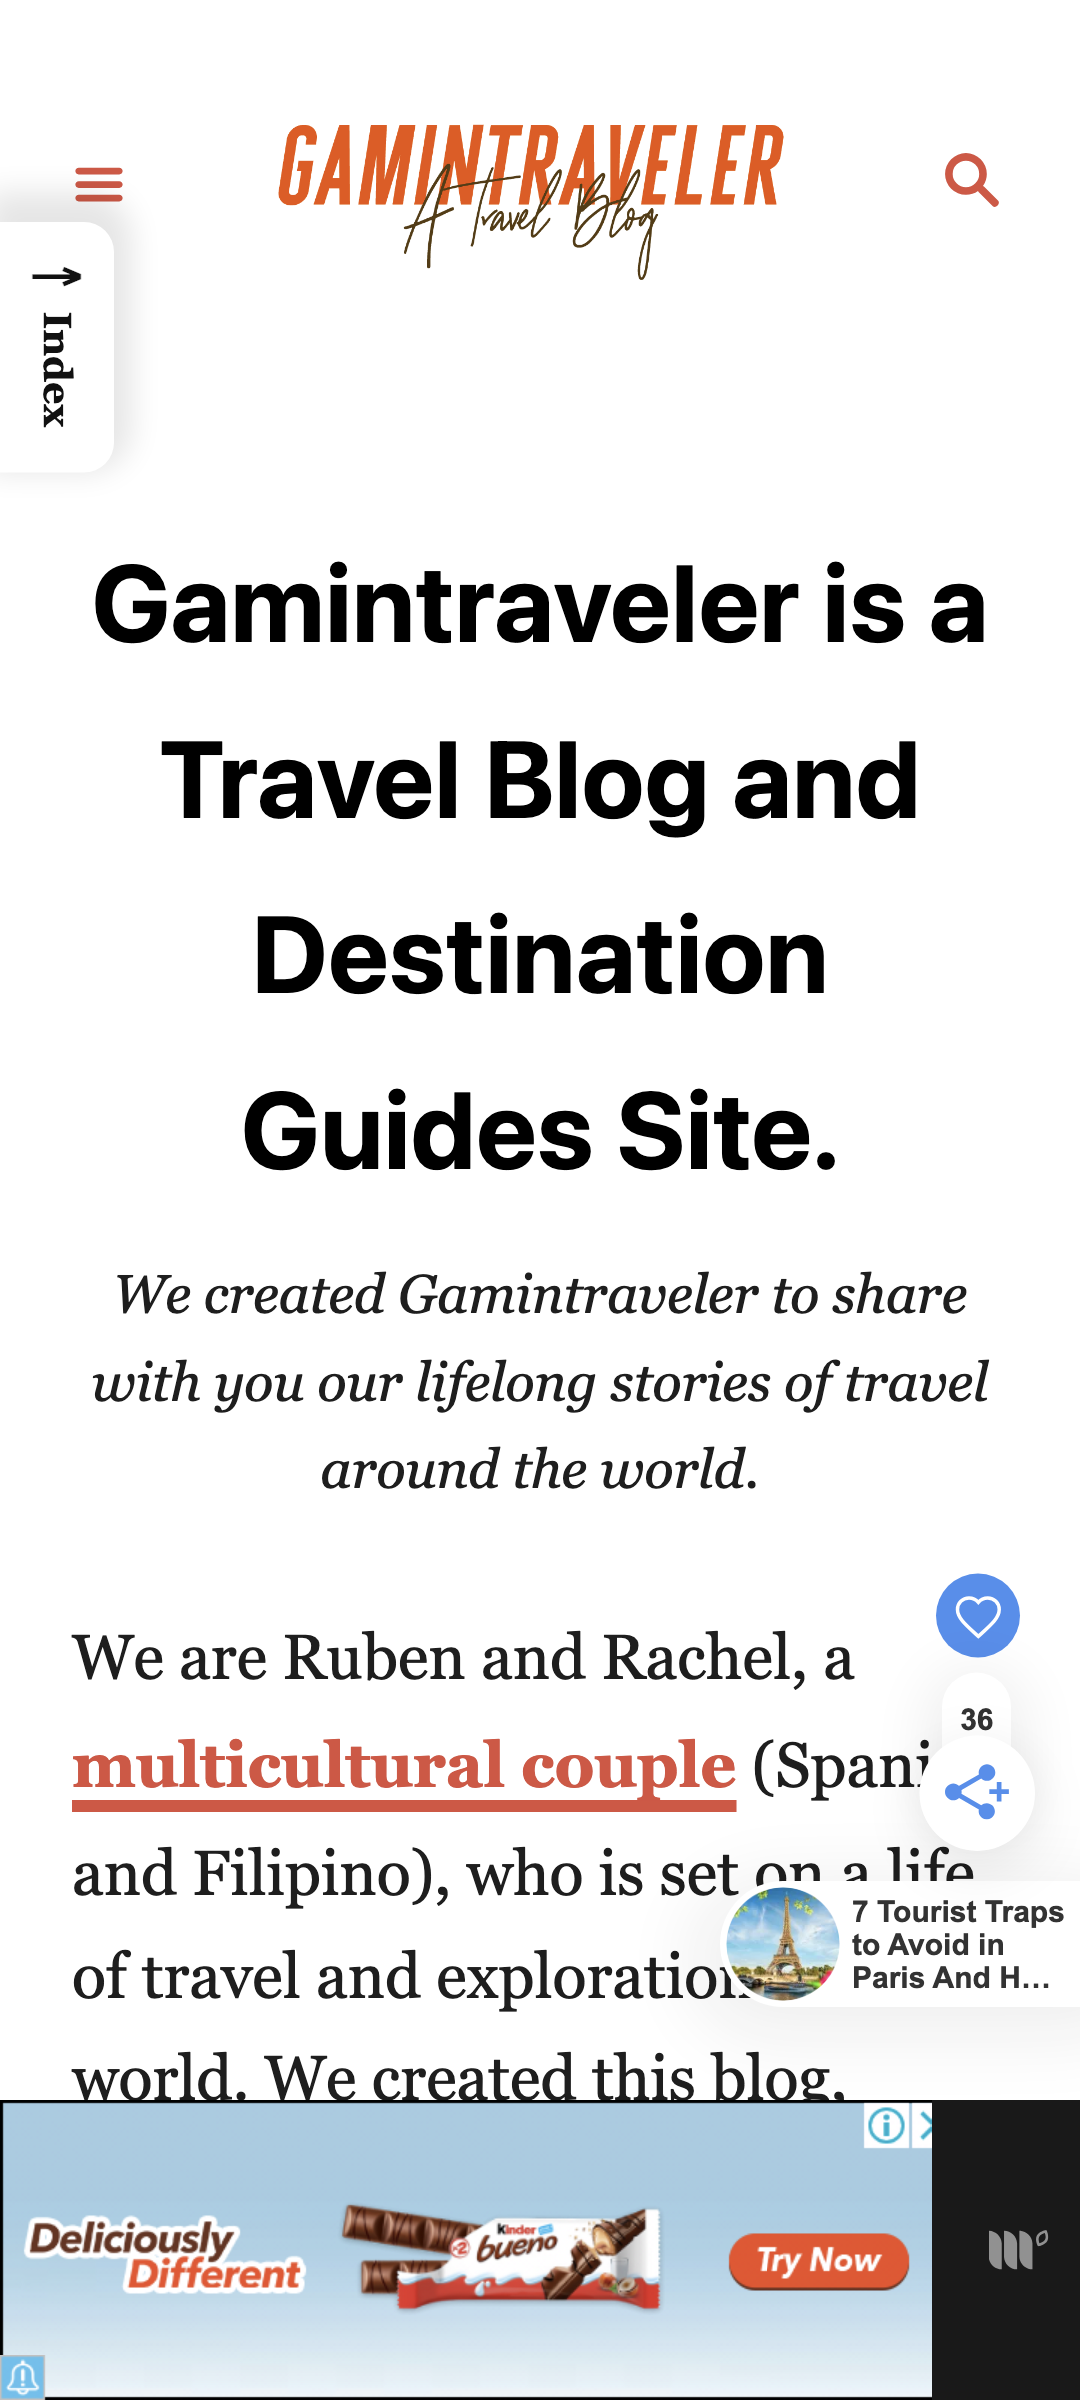 GAMINTRAVELER
A Travel Blog
Index
Gamintraveler is a
Travel Blog and
Destination
Guides Site.
We created Gamintraveler to share
with you our lifelong stories of travel
around the world.
We are Ruben and Rachel, a
multicultural couple (Spani
36
and Filipino), who is set on a life
of travel and exploration
7 Tourist Traps
to Avoid in
Paris And H...
world. We created this blog,
Deliciously
Different
kinder
bueno
x2
Try Now